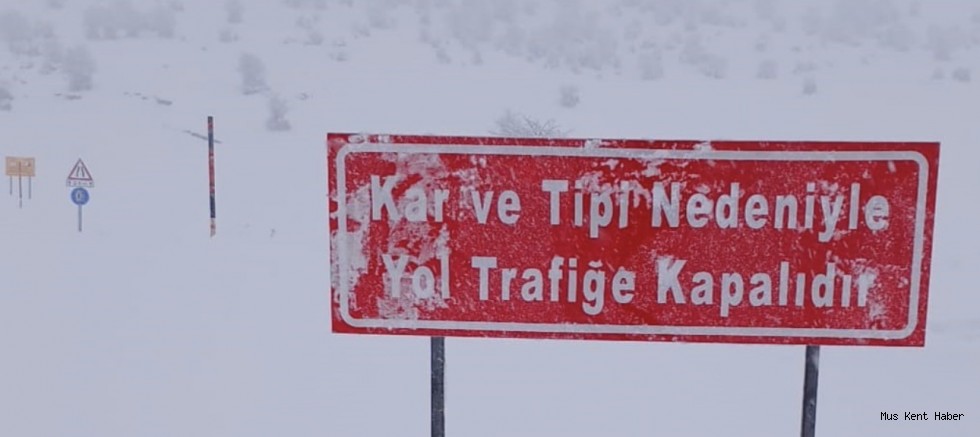 Kar ve Tipi Nedeniyle
Yol Trafiğe Kapalıdır
Mus Kent Haber